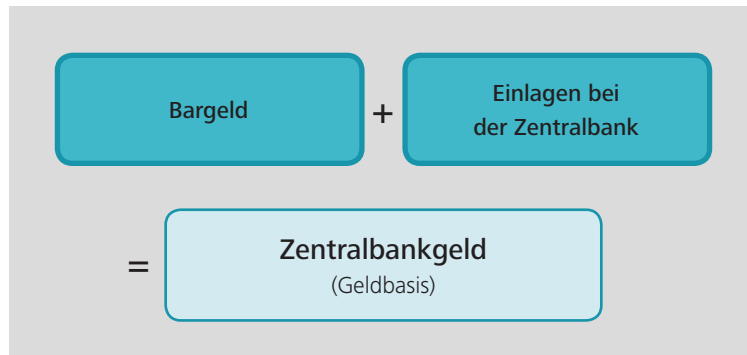 Bargeld
+
Einlagen bei
der Zentralbank
=
Zentralbankgeld
(Geldbasis)